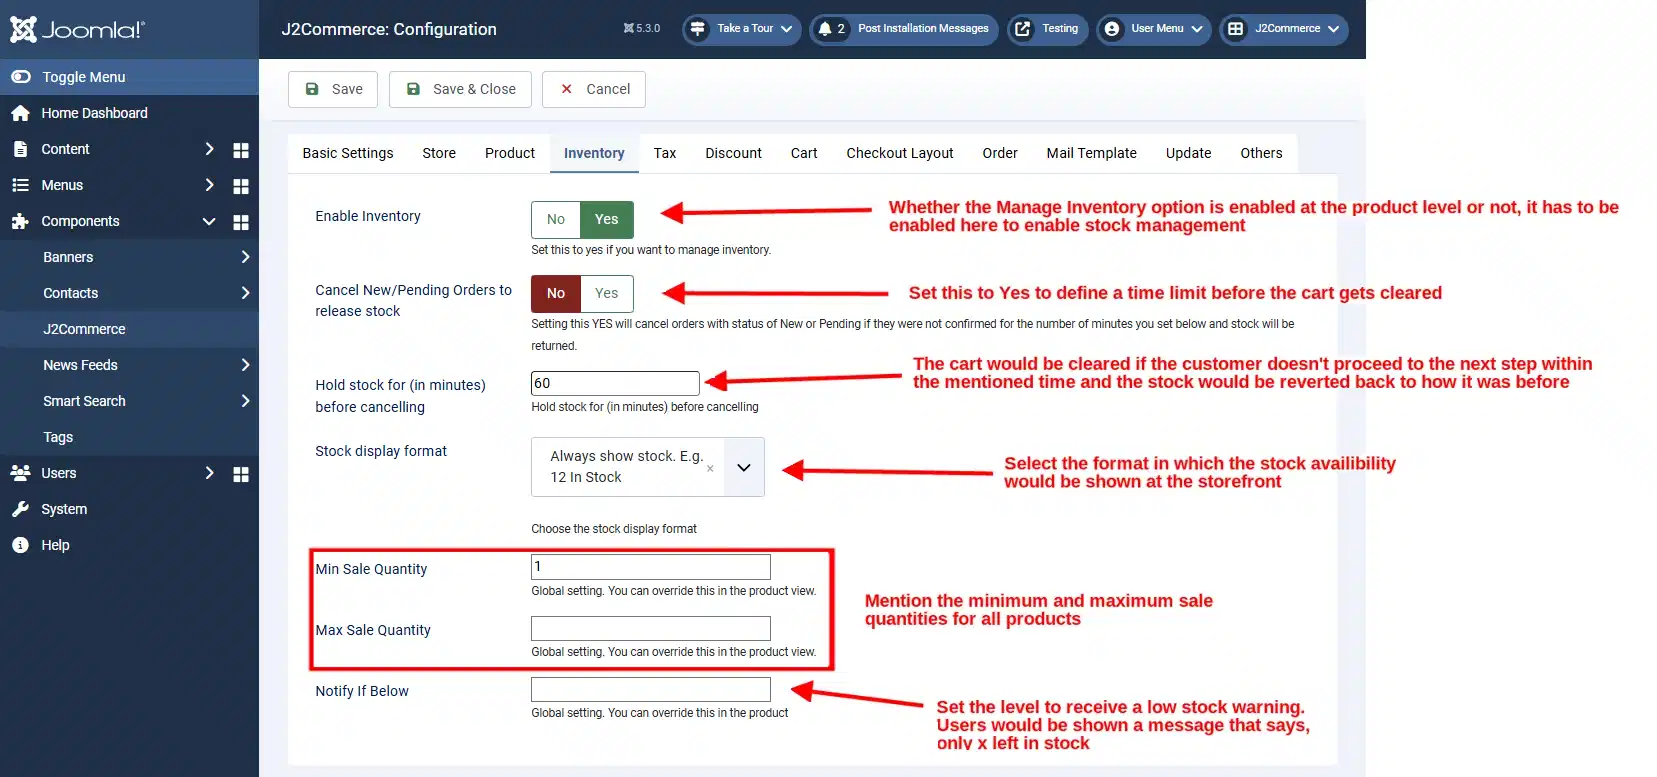 Joomla!
J2Commerce: Configuration
5.3.0
Take a Tour
2
Post Installation Messages
Testing
User Menu
J2Commerce
Toggle Menu
Home Dashboard
Content
Menus
Components
Banners
Contacts
J2Commerce
News Feeds
Smart Search
Tags
Users
System
Help
Save
Save & Close
Cancel
Basic Settings
Store
Product
Inventory
Tax
Discount
Cart
Checkout Layout
Order
Mail Template
Update
Others
Enable Inventory
No
Yes
Set this to yes if you want to manage inventory.
Whether the Manage Inventory option is enabled at the product level or not, it has to be
enabled here to enable stock management
Cancel New/Pending Orders to
release stock
No
Yes
Setting this YES will cancel orders with status of New or Pending if they were not confirmed for the number of minutes you set below and stock will be
returned.
Set this to Yes to define a time limit before the cart gets cleared
Hold stock for (in minutes)
before cancelling
60
Hold stock for (in minutes) before cancelling
The cart would be cleared if the customer doesn't proceed to the next step within
the mentioned time and the stock would be reverted back to how it was before
Stock display format
Always show stock. E.g.
12 In Stock
×
Choose the stock display format
Select the format in which the stock availibility
would be shown at the storefront
Min Sale Quantity
1
Global setting. You can override this in the product view.
Max Sale Quantity
Global setting. You can override this in the product view.
Mention the minimum and maximum sale
quantities for all products
Notify If Below
Global setting. You can override this in the product
Set the level to receive a low stock warning.
Users would be shown a message that says,
only x left in stock